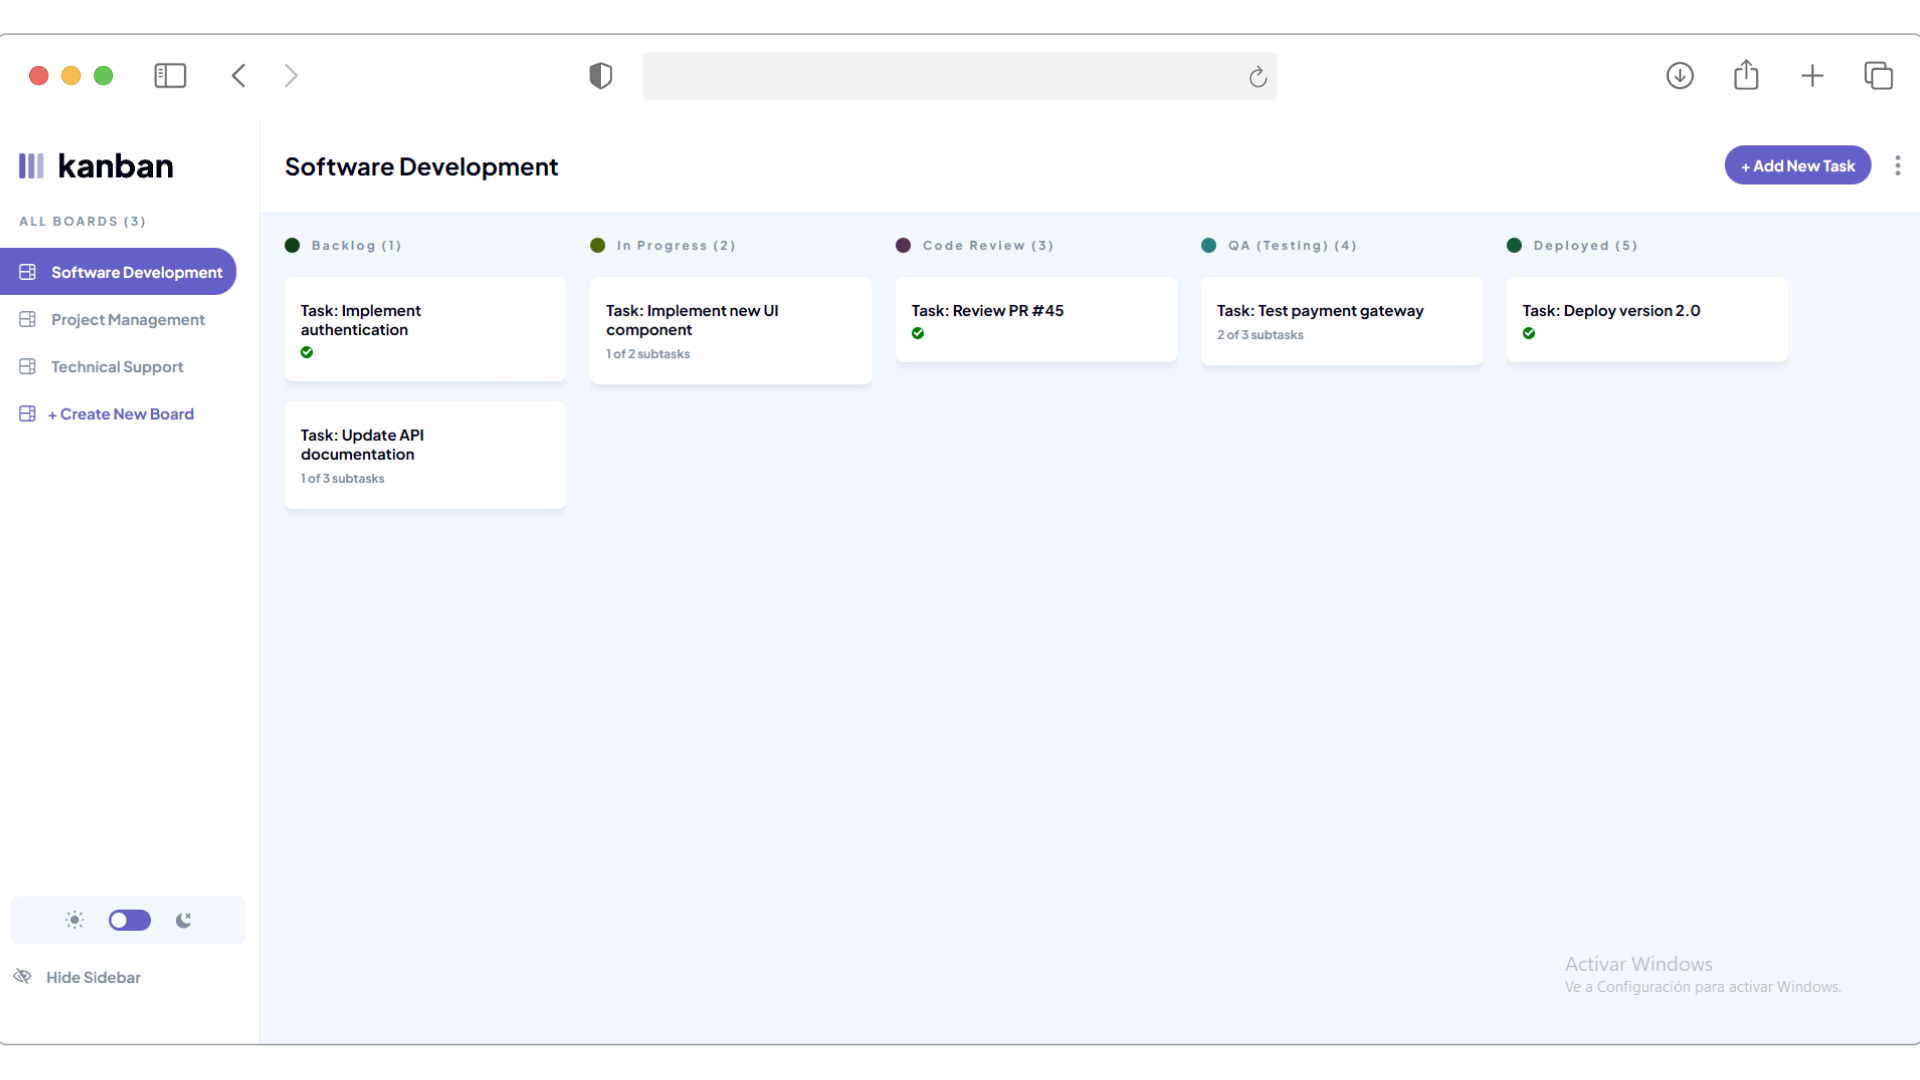 kanban
ALL BOARDS (3)
Software Development
Project Management
Technical Support
+ Create New Board
Hide Sidebar
Software Development
+ Add New Task
Backlog (1)
Task: Implement
authentication
Task: Update API
documentation
1 of 3 subtasks
In Progress (2)
Task: Implement new UI
component
1 of 2 subtasks
Code Review (3)
Task: Review PR #45
QA (Testing) (4)
Task: Test payment gateway
2 of 3 subtasks
Deployed (5)
Task: Deploy version 2.0
Activar Windows
Ve a Configuración para activar Windows.